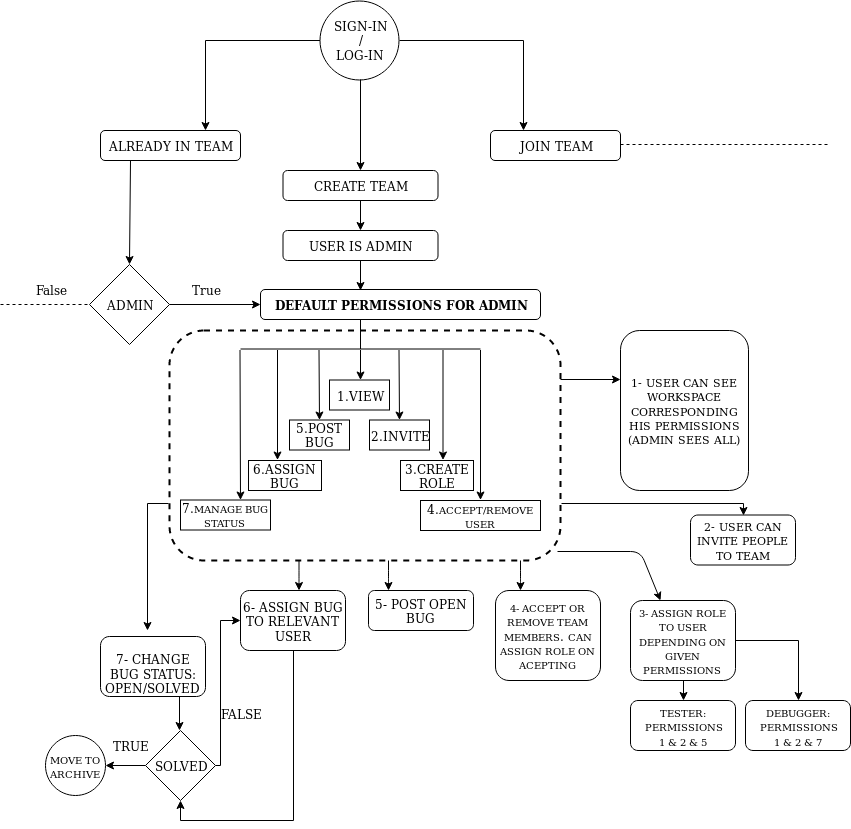 SIGN-IN
/
LOG-IN
ALREADY IN TEAM
JOIN TEAM
CREATE TEAM
USER IS ADMIN
False
ADMIN
True
DEFAULT PERMISSIONS FOR ADMIN
1.VIEW
5.POST
BUG
2.INVITE
6.ASSIGN
BUG
3.CREATE
ROLE
7.MANAGE BUG
STATUS
4.ACCEPT/REMOVE
USER
1- USER CAN SEE
WORKSPACE
CORRESPONDING
HIS PERMISSIONS
(ADMIN SEES ALL)
2- USER CAN
INVITE PEOPLE
TO TEAM
6- ASSIGN BUG
TO RELEVANT
USER
5- POST OPEN
BUG
4- ACCEPT OR
REMOVE TEAM
MEMBERS. CAN
ASSIGN ROLE ON
ACEPTING
3- ASSIGN ROLE
TO USER
DEPENDING ON
GIVEN
PERMISSIONS
7- CHANGE
BUG STATUS:
OPEN/SOLVED
FALSE
TRUE
SOLVED
MOVE TO
ARCHIVE
TESTER:
PERMISSIONS
1 & 2 & 5
DEBUGGER:
PERMISSIONS
1 & 2 & 7